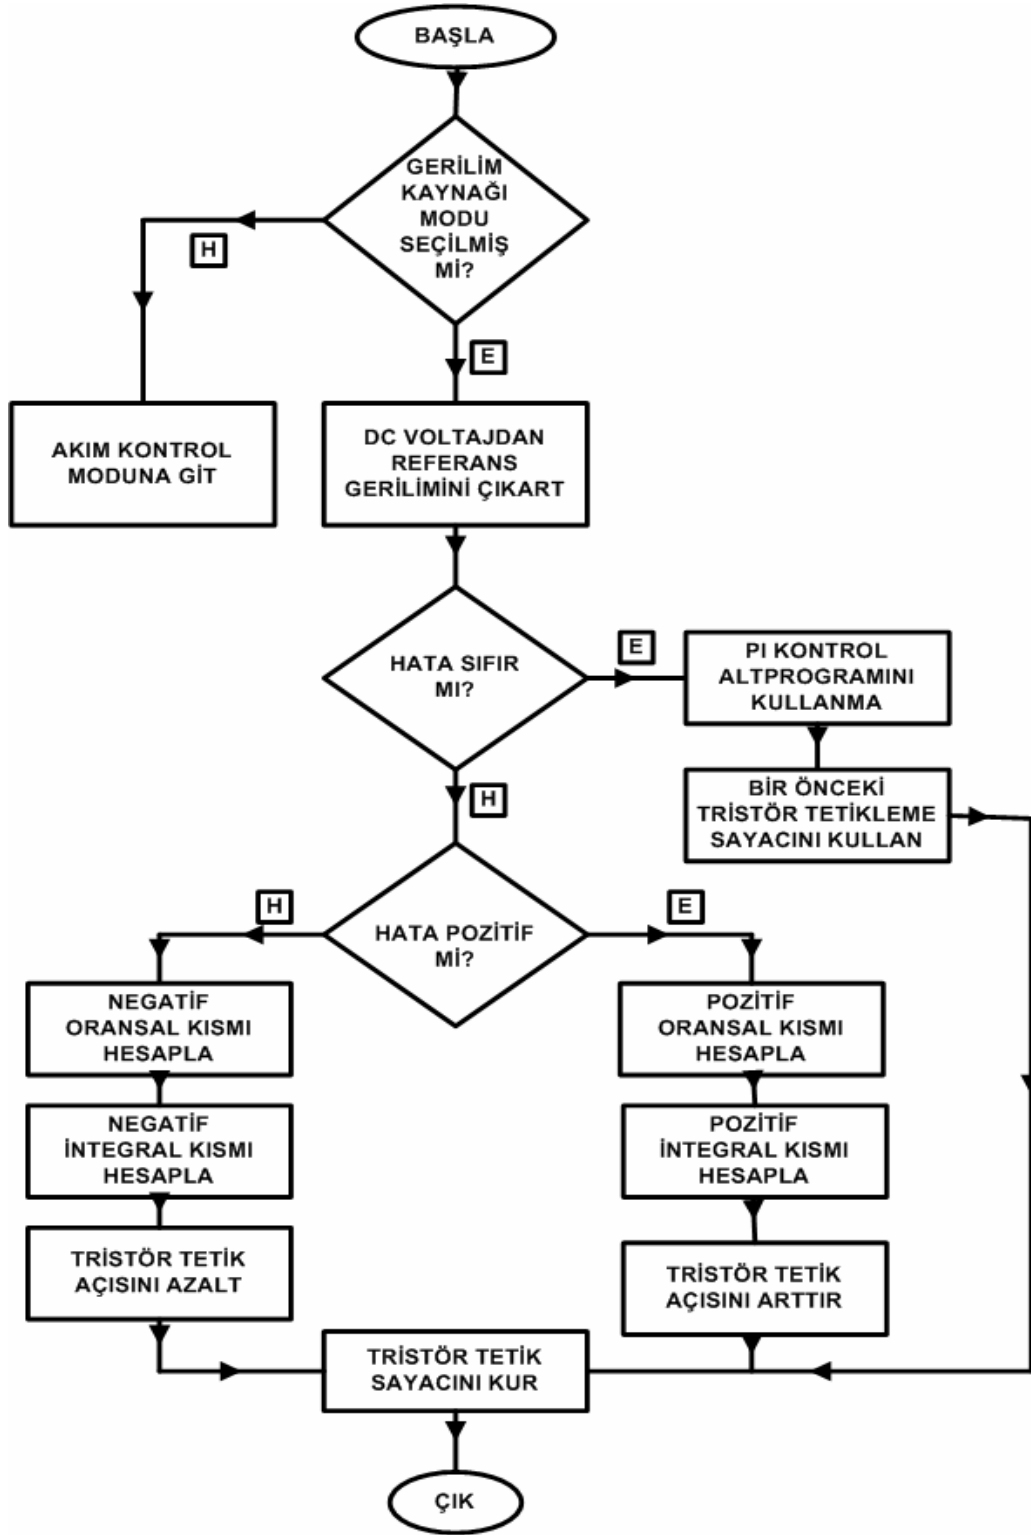 BAŞLA
GERİLİM
KAYNAĞI
MODU
SEÇİLMİŞ
Mİ?
H
E
AKIM KONTROL
MODUNA GİT
DC VOLTAJDAN
REFERANS
GERİLİMİNİ ÇIKART
HATA SIFIR
MI?
E
PI KONTROL
ALTPROGRAMINI
KULLANMA
H
BİR ÖNCEKİ
TRİSTÖR TETİKLEME
SAYACINI KULLAN
HATA POZİTİF
Mİ?
H
E
NEGATİF
ORANSAL KISMI
HESAPLA
POZİTİF
ORANSAL KISMI
HESAPLA
NEGATİF
İNTEGRAL KISMI
HESAPLA
POZİTİF
İNTEGRAL KISMI
HESAPLA
TRİSTÖR TETİK
AÇISINI AZALT
TRİSTÖR TETİK
AÇISINI ARTTIR
TRİSTÖR TETİK
SAYACINI KUR
ÇIK